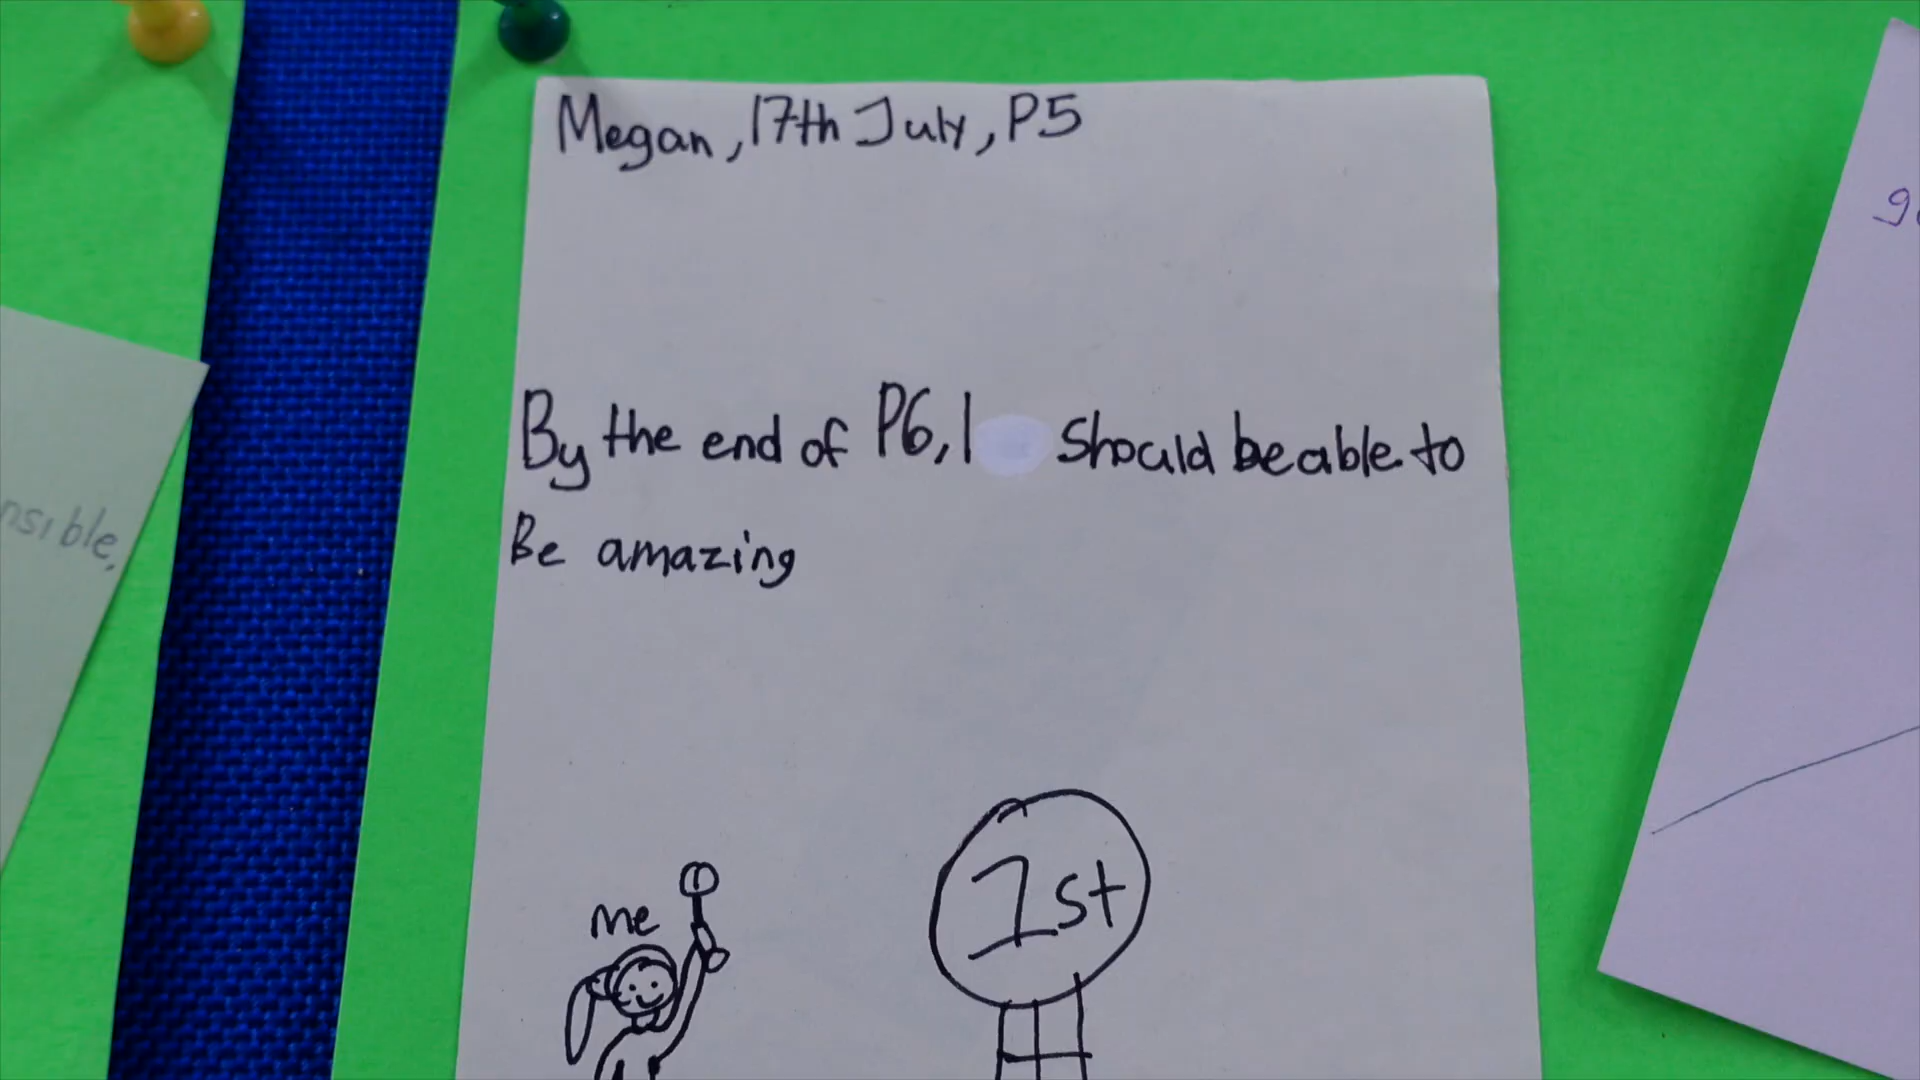 Megan, 17th July, P5
By the end of P6, I should be able to
Be amazing
me
1st
nsible,